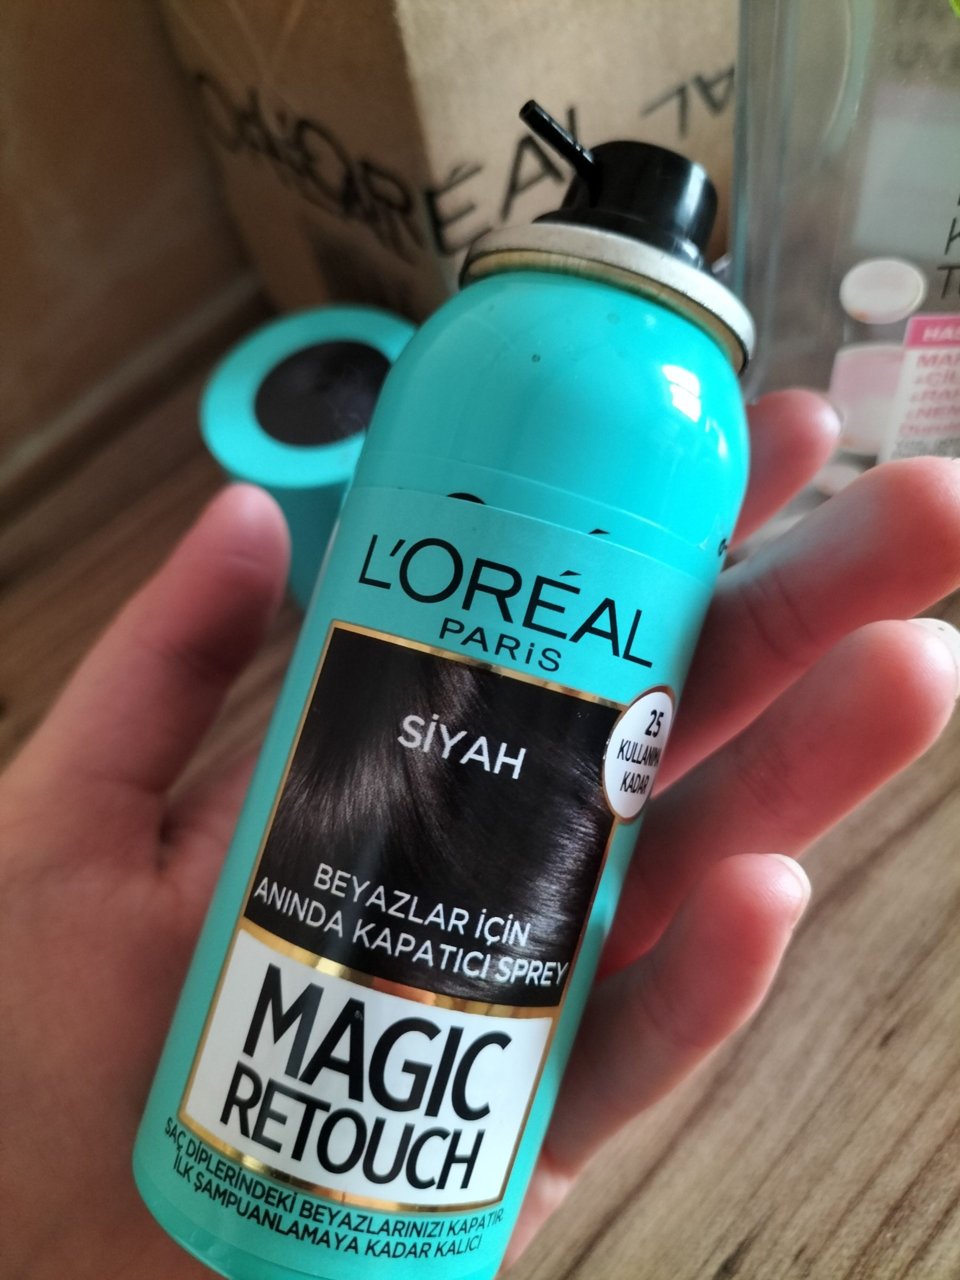 L'ORÉAL
L'ORÉAL
PARiS
SİYAH
25
KULLANIMA
KADAR
BEYAZLAR İÇİN
ANINDA KAPATICI SPREY
MAGIC
RETOUCH
SAÇ DİPLERİNDEKİ BEYAZLARINIZI KAPATIR
İLK ŞAMPUANLAMAYA KADAR KALICI